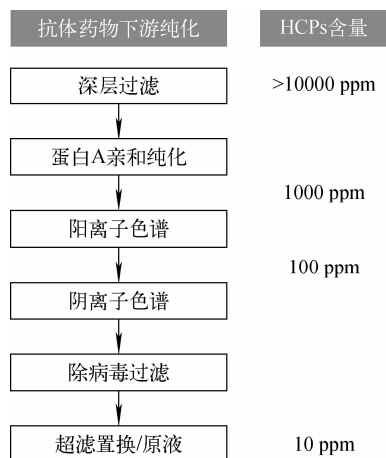 抗体药物下游纯化 HCPs含量
深层过滤 >10000 ppm
蛋白A亲和纯化
1000 ppm
阳离子色谱
100 ppm
阴离子色谱
除病毒过滤
超滤置换/原液 10 ppm